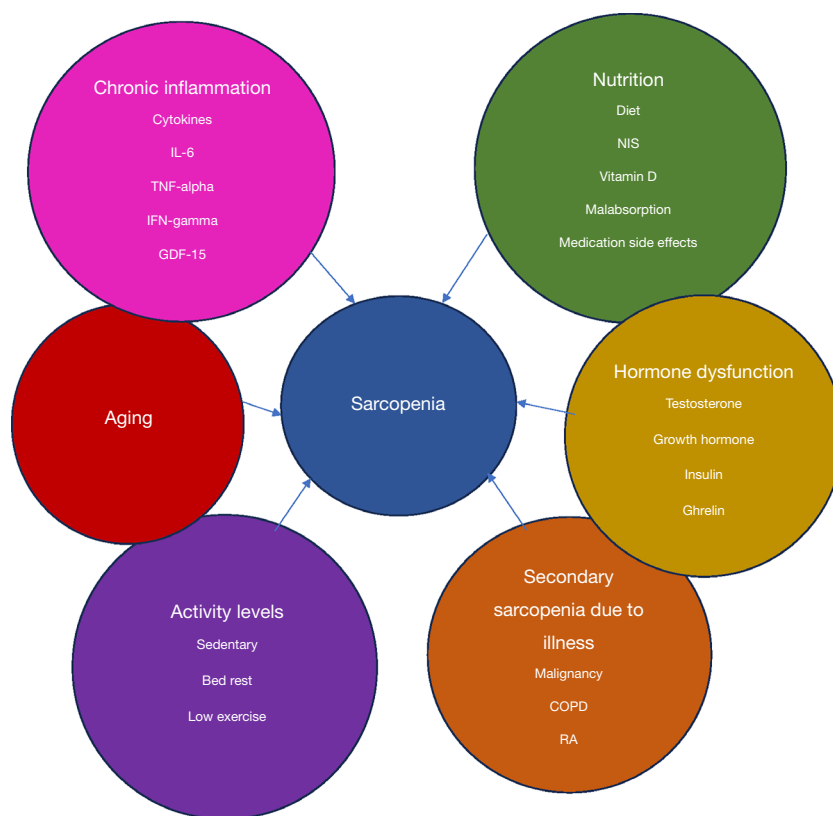 Chronic inflammation
Cytokines
IL-6
TNF-alpha
IFN-gamma
GDF-15
Nutrition
Diet
NIS
Vitamin D
Malabsorption
Medication side effects
Aging
Sarcopenia
Hormone dysfunction
Testosterone
Growth hormone
Insulin
Ghrelin
Activity levels
Sedentary
Bed rest
Low exercise
Secondary
sarcopenia due to
illness
Malignancy
COPD
RA